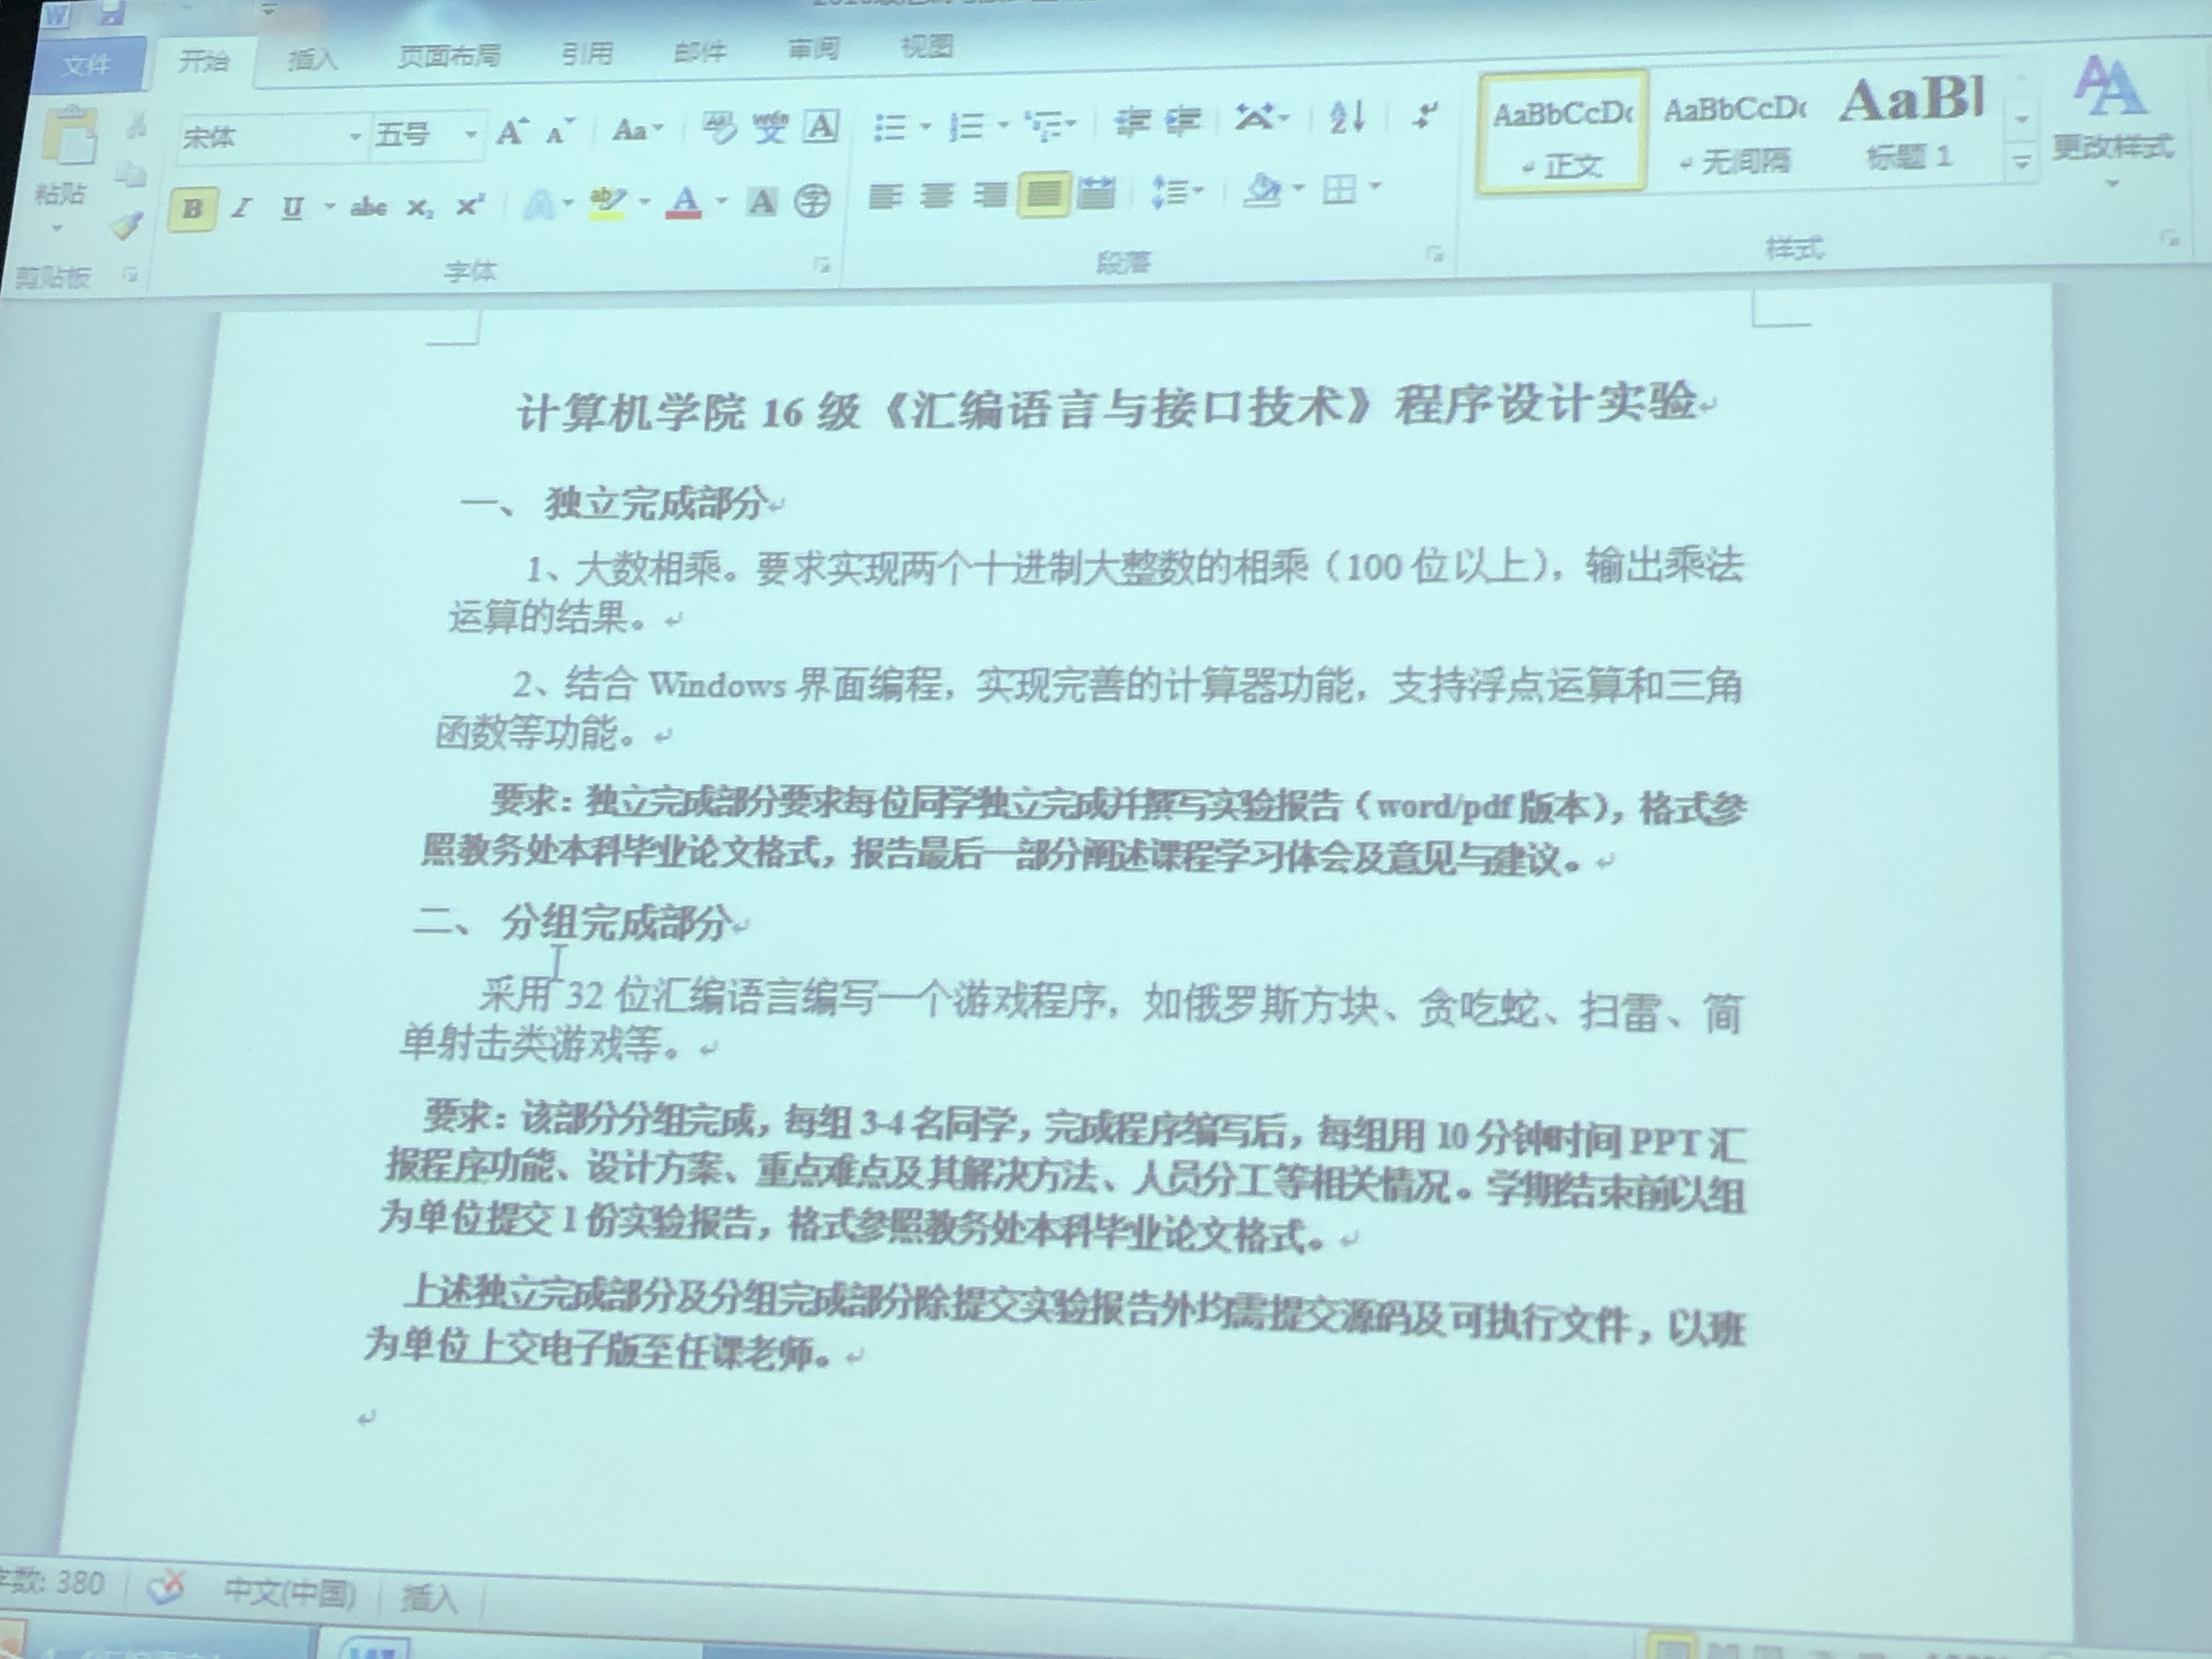 文件 开始 插入 页面布局 引用 邮件 审阅 视图
宋体 五号 Aa wén 文 A AaBbCcDc AaBbCcDc AaBl
粘贴 正文 无间隔 标题 1 更改样式
B I U abc X₂ X² A ab A A 字
剪贴板 字体 段落 样式
计算机学院 16 级《汇编语言与接口技术》程序设计实验
一、 独立完成部分
1、大数相乘。要求实现两个十进制大整数的相乘（100 位以上），输出乘法
运算的结果。
2、结合 Windows 界面编程，实现完善的计算器功能，支持浮点运算和三角
函数等功能。
要求：独立完成部分要求每位同学独立完成并撰写实验报告（word/pdf 版本），格式参
照教务处本科毕业论文格式，报告最后一部分阐述课程学习体会及意见与建议。
二、 分组完成部分
采用 32 位汇编语言编写一个游戏程序，如俄罗斯方块、贪吃蛇、扫雷、简
单射击类游戏等。
要求：该部分分组完成，每组 3-4 名同学，完成程序编写后，每组用 10 分钟时间 PPT 汇
报程序功能、设计方案、重点难点及其解决方法、人员分工等相关情况。学期结束前以组
为单位提交 1 份实验报告，格式参照教务处本科毕业论文格式。
上述独立完成部分及分组完成部分除提交实验报告外均需提交源码及可执行文件，以班
为单位上交电子版至任课老师。
字数: 380 中文(中国) 插入